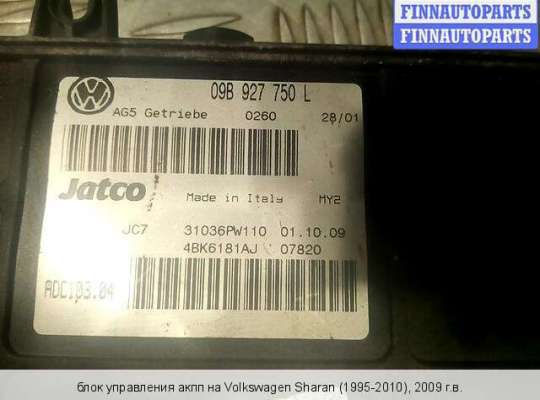 FINNAUTOPARTS
FINNAUTOPARTS
09B 927 750 L
AG5 Getriebe 0260 28/01
Jatco Made in Italy MY2
JC7 31036PW110 01.10.09
4BK6181AJ 07820
ADC103.04
блок управления акпп на Volkswagen Sharan (1995-2010), 2009 г.в.